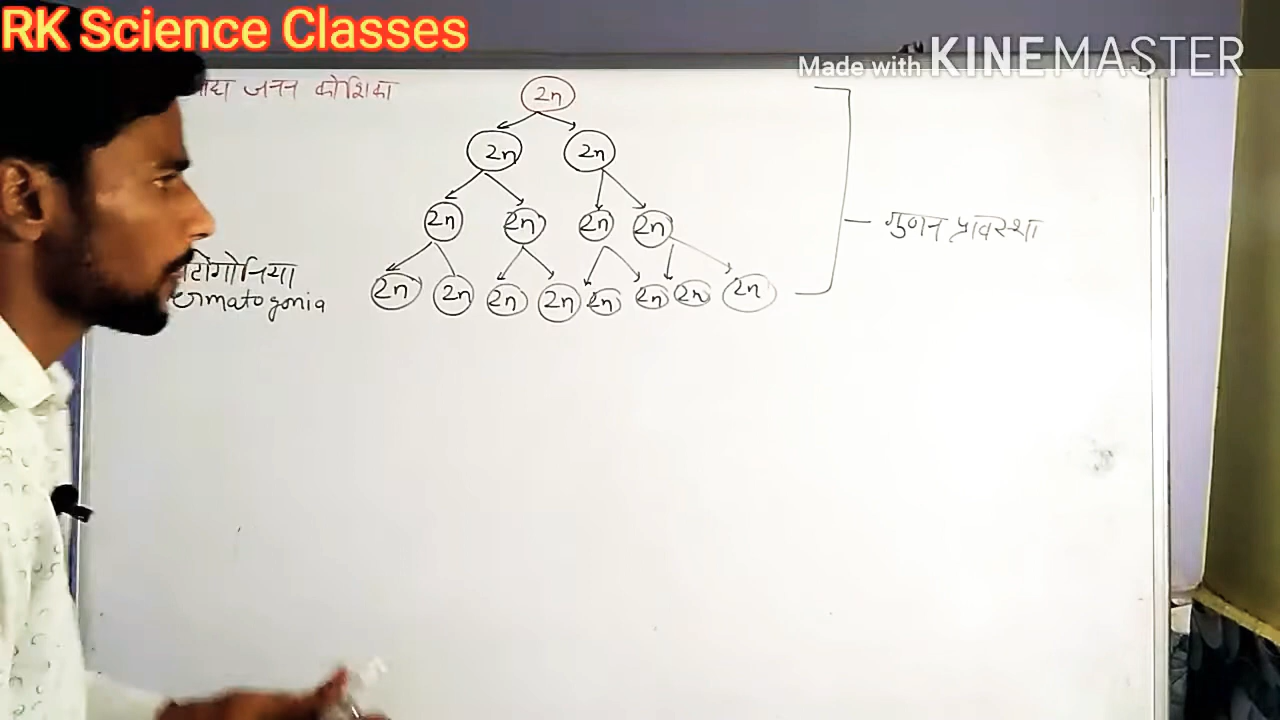 RK Science Classes
Made with KINEMASTER
जनन कोशिका
2n
2n 2n
2n 2n 2n 2n
2n 2n 2n 2n 2n 2n 2n 2n
गुणन प्रावस्था
टोगोनिया
ermatogonia